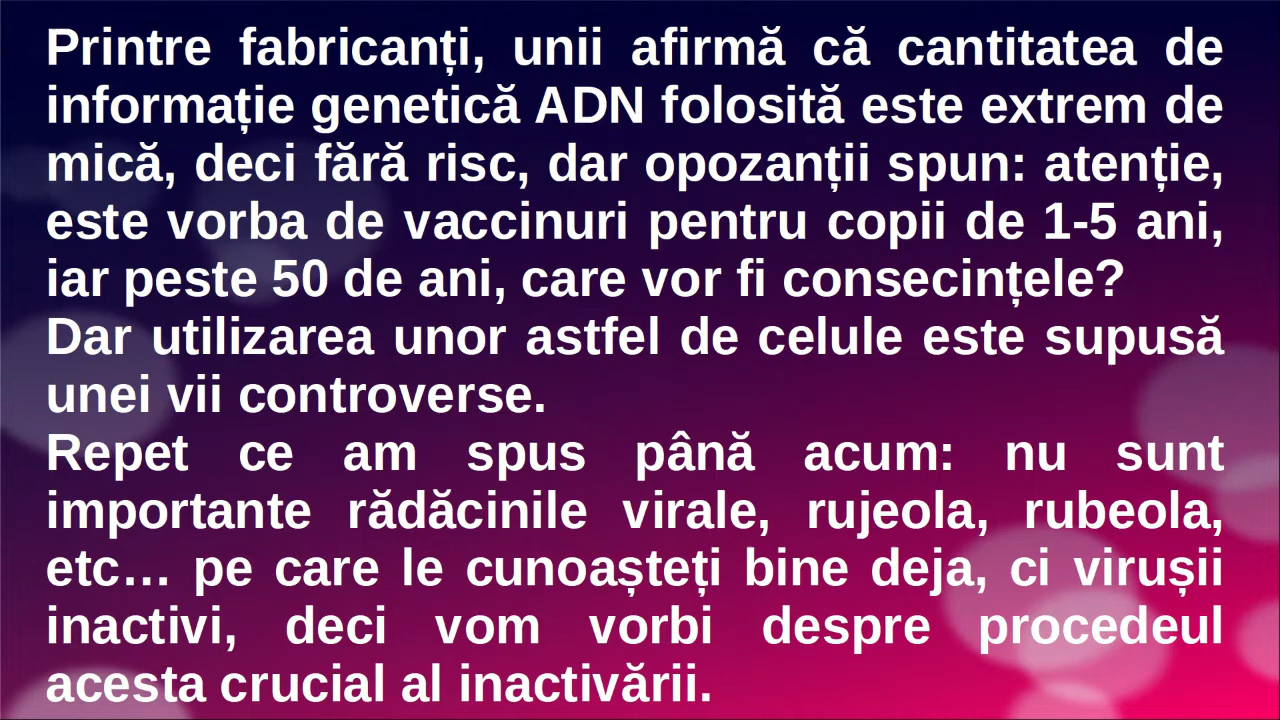 Printre fabricanți, unii afirmă că cantitatea de
informație genetică ADN folosită este extrem de
mică, deci fără risc, dar opozanții spun: atenție,
este vorba de vaccinuri pentru copii de 1-5 ani,
iar peste 50 de ani, care vor fi consecințele?
Dar utilizarea unor astfel de celule este supusă
unei vii controverse.
Repet ce am spus până acum: nu sunt
importante rădăcinile virale, rujeola, rubeola,
etc… pe care le cunoașteți bine deja, ci virușii
inactivi, deci vom vorbi despre procedeul
acesta crucial al inactivării.